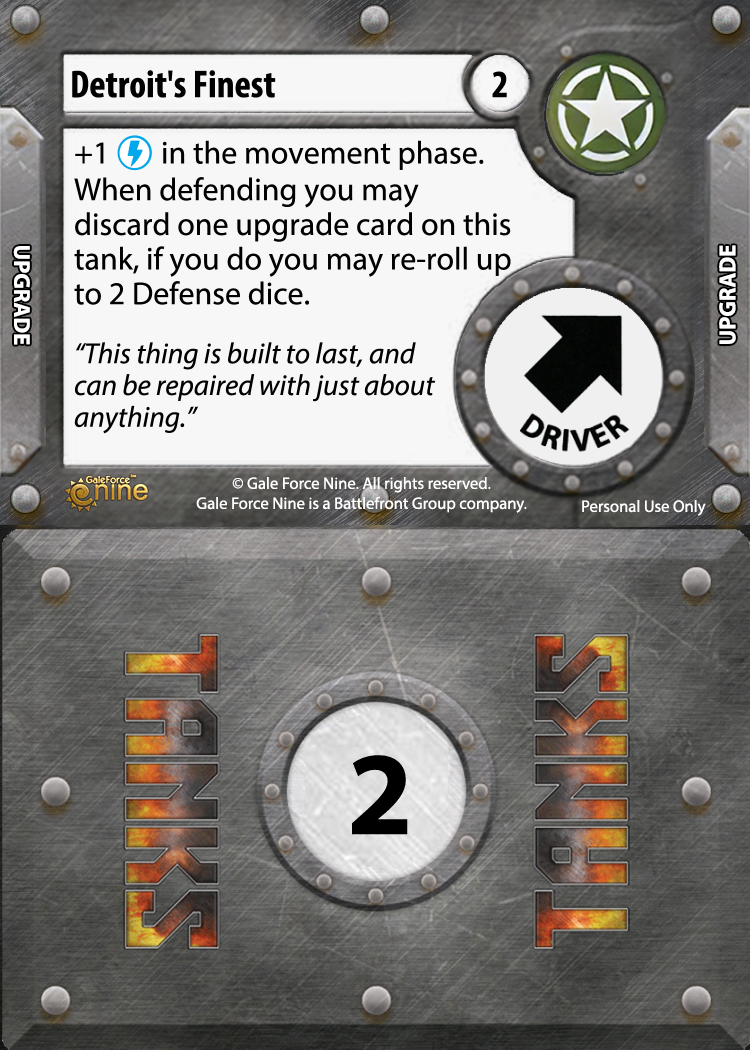 Detroit's Finest
2
+1 in the movement phase.
When defending you may
discard one upgrade card on this
tank, if you do you may re-roll up
to 2 Defense dice.
“This thing is built to last, and
can be repaired with just about
anything.”
UPGRADE
UPGRADE
DRIVER
GaleForce™
nine
© Gale Force Nine. All rights reserved.
Gale Force Nine is a Battlefront Group company.
Personal Use Only
TANKS
2
TANKS